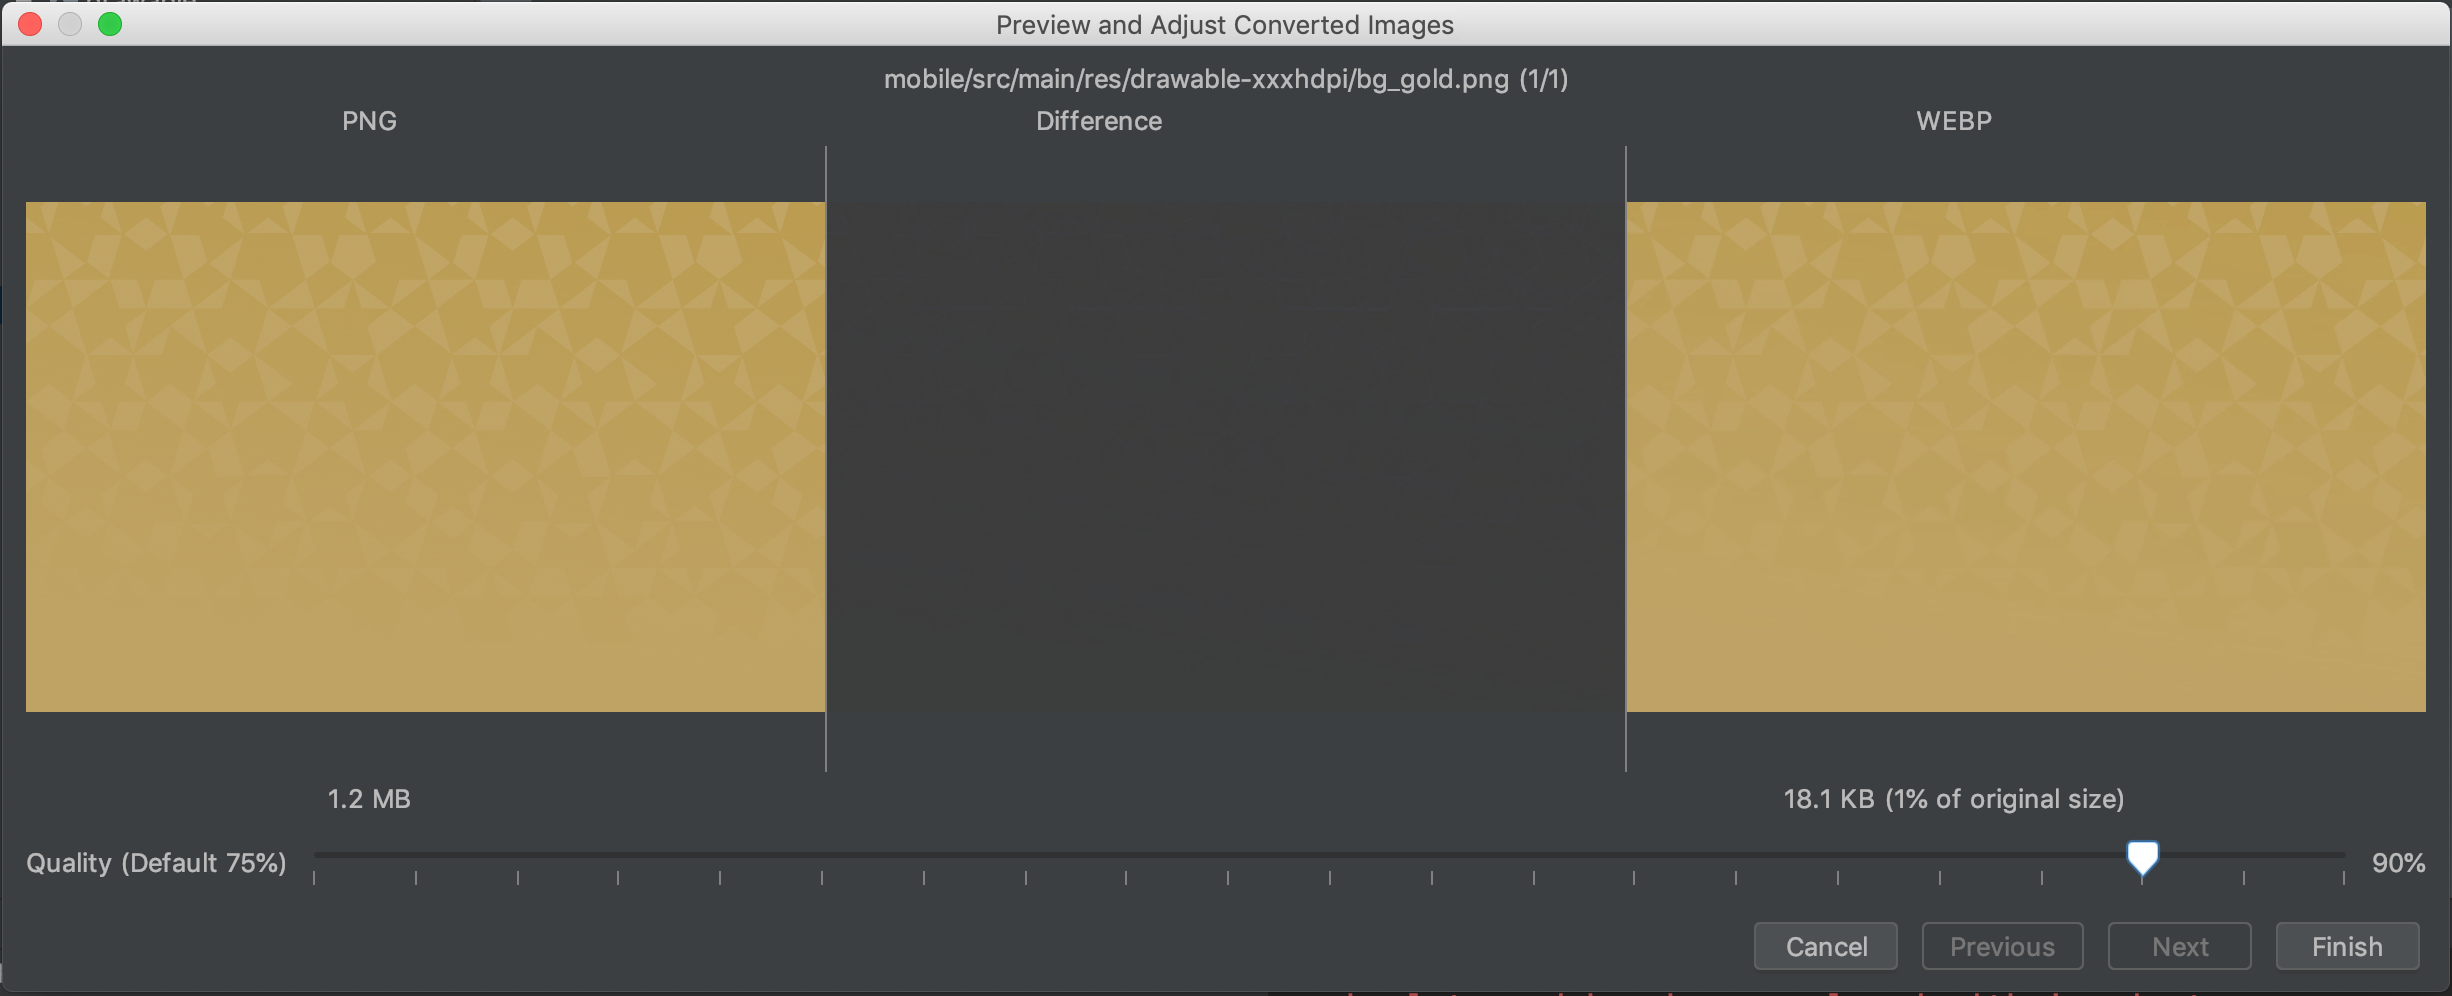 Preview and Adjust Converted Images
mobile/src/main/res/drawable-xxxhdpi/bg_gold.png (1/1)
PNG Difference WEBP
1.2 MB 18.1 KB (1% of original size)
Quality (Default 75%) 90%
Cancel Previous Next Finish